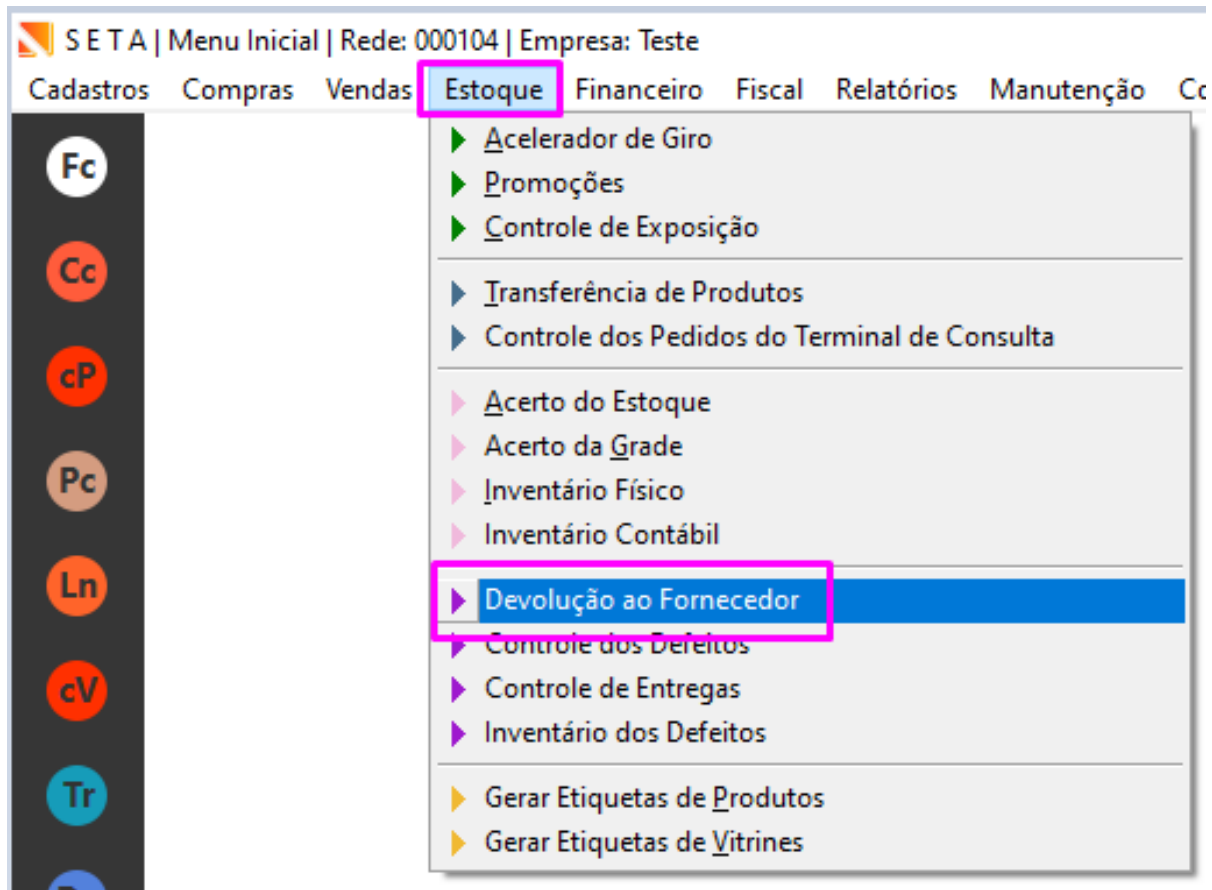 S E T A | Menu Inicial | Rede: 000104 | Empresa: Teste
Cadastros Compras Vendas Estoque Financeiro Fiscal Relatórios Manutenção
Fc
Cc
cP
Pc
Ln
cV
Tr
Acelerador de Giro
Promoções
Controle de Exposição
Transferência de Produtos
Controle dos Pedidos do Terminal de Consulta
Acerto do Estoque
Acerto da Grade
Inventário Físico
Inventário Contábil
Devolução ao Fornecedor
Controle dos Defeitos
Controle de Entregas
Inventário dos Defeitos
Gerar Etiquetas de Produtos
Gerar Etiquetas de Vitrines